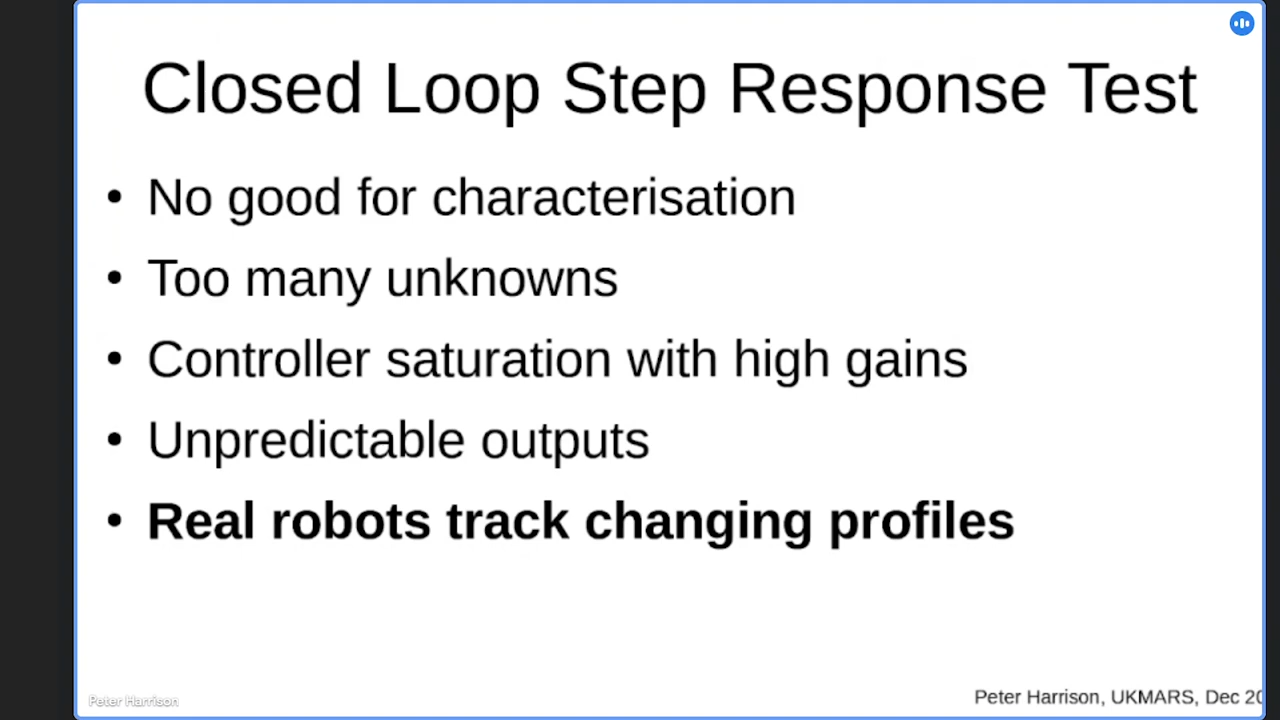 Closed Loop Step Response Test
• No good for characterisation
• Too many unknowns
• Controller saturation with high gains
• Unpredictable outputs
• Real robots track changing profiles
Peter Harrison
Peter Harrison, UKMARS, Dec